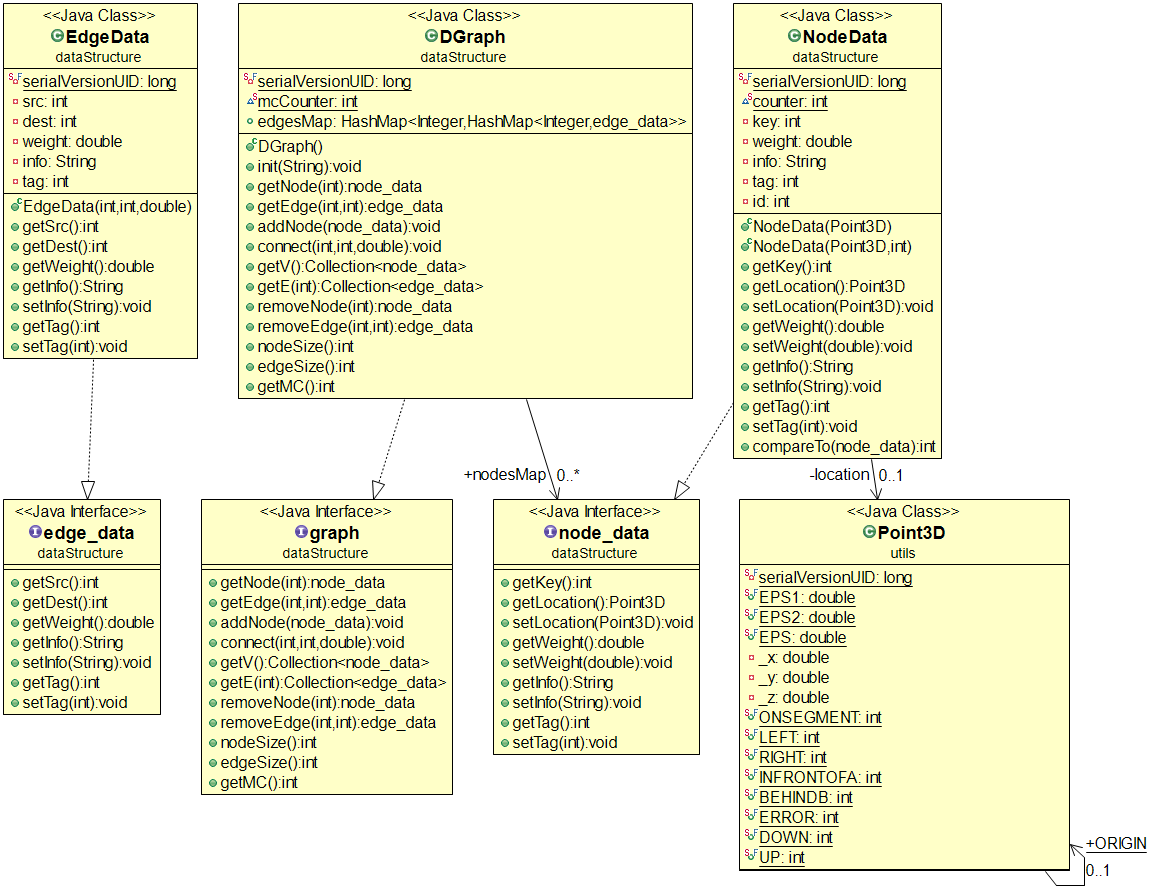 <<Java Class>>
EdgeData
dataStructure
serialVersionUID: long
src: int
dest: int
weight: double
info: String
tag: int
EdgeData(int,int,double)
getSrc():int
getDest():int
getWeight():double
getInfo():String
setInfo(String):void
getTag():int
setTag(int):void
<<Java Class>>
DGraph
dataStructure
serialVersionUID: long
mcCounter: int
edgesMap: HashMap<Integer,HashMap<Integer,edge_data>>
DGraph()
init(String):void
getNode(int):node_data
getEdge(int,int):edge_data
addNode(node_data):void
connect(int,int,double):void
getV():Collection<node_data>
getE(int):Collection<edge_data>
removeNode(int):node_data
removeEdge(int,int):edge_data
nodeSize():int
edgeSize():int
getMC():int
<<Java Class>>
NodeData
dataStructure
serialVersionUID: long
counter: int
key: int
weight: double
info: String
tag: int
id: int
NodeData(Point3D)
NodeData(Point3D,int)
getKey():int
getLocation():Point3D
setLocation(Point3D):void
getWeight():double
setWeight(double):void
getInfo():String
setInfo(String):void
getTag():int
setTag(int):void
compareTo(node_data):int
+nodesMap 0..*
-location 0..1
<<Java Interface>>
edge_data
dataStructure
getSrc():int
getDest():int
getWeight():double
getInfo():String
setInfo(String):void
getTag():int
setTag(int):void
<<Java Interface>>
graph
dataStructure
getNode(int):node_data
getEdge(int,int):edge_data
addNode(node_data):void
connect(int,int,double):void
getV():Collection<node_data>
getE(int):Collection<edge_data>
removeNode(int):node_data
removeEdge(int,int):edge_data
nodeSize():int
edgeSize():int
getMC():int
<<Java Interface>>
node_data
dataStructure
getKey():int
getLocation():Point3D
setLocation(Point3D):void
getWeight():double
setWeight(double):void
getInfo():String
setInfo(String):void
getTag():int
setTag(int):void
<<Java Class>>
Point3D
utils
serialVersionUID: long
EPS1: double
EPS2: double
EPS: double
_x: double
_y: double
_z: double
ONSEGMENT: int
LEFT: int
RIGHT: int
INFRONTOFA: int
BEHINDB: int
ERROR: int
DOWN: int
UP: int
+ORIGIN
0..1